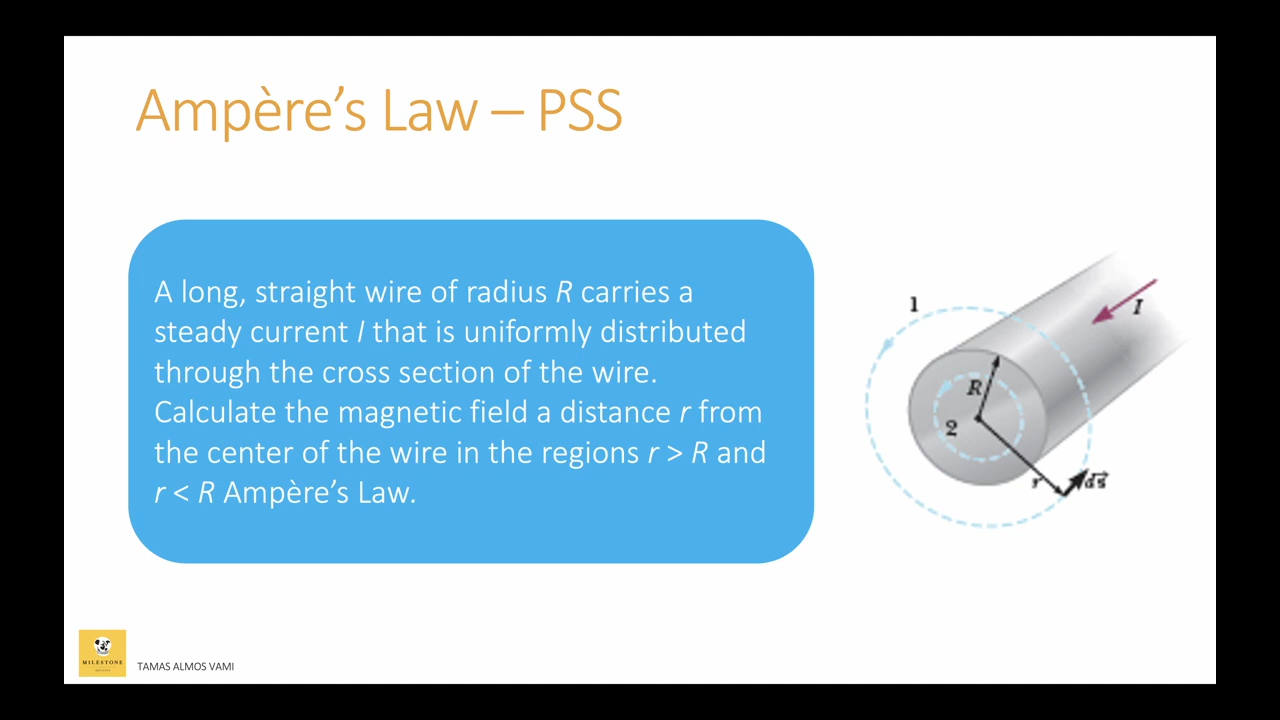 Ampère's Law – PSS
A long, straight wire of radius R carries a
steady current I that is uniformly distributed
through the cross section of the wire.
Calculate the magnetic field a distance r from
the center of the wire in the regions r > R and
r < R Ampère's Law.
1
I
R
2
r
ds
MILESTONE
TAMAS ALMOS VAMI